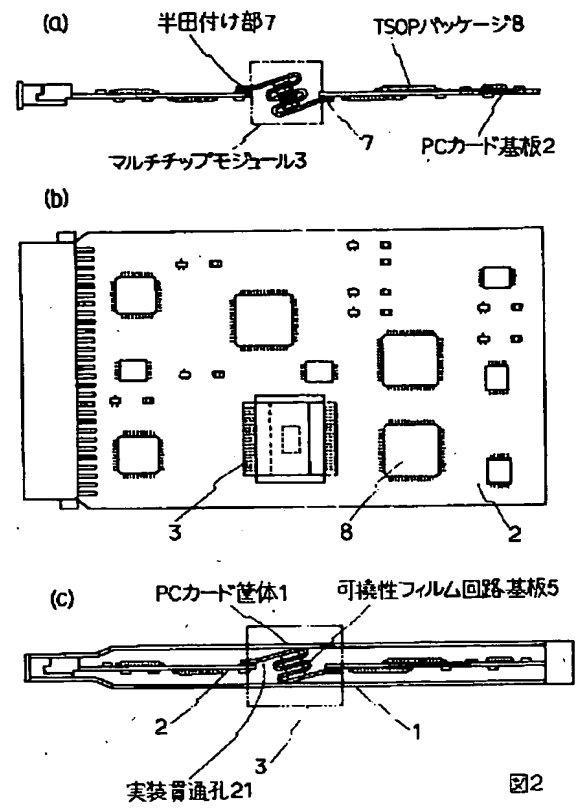 (a)
半田付け部7
TSOPパッケージ8
マルチチップモジュール3
7
PCカード基板2
(b)
3
8
2
(c)
PCカード筐体1
可撓性フィルム回路基板5
2
3
1
実装貫通孔21
図2